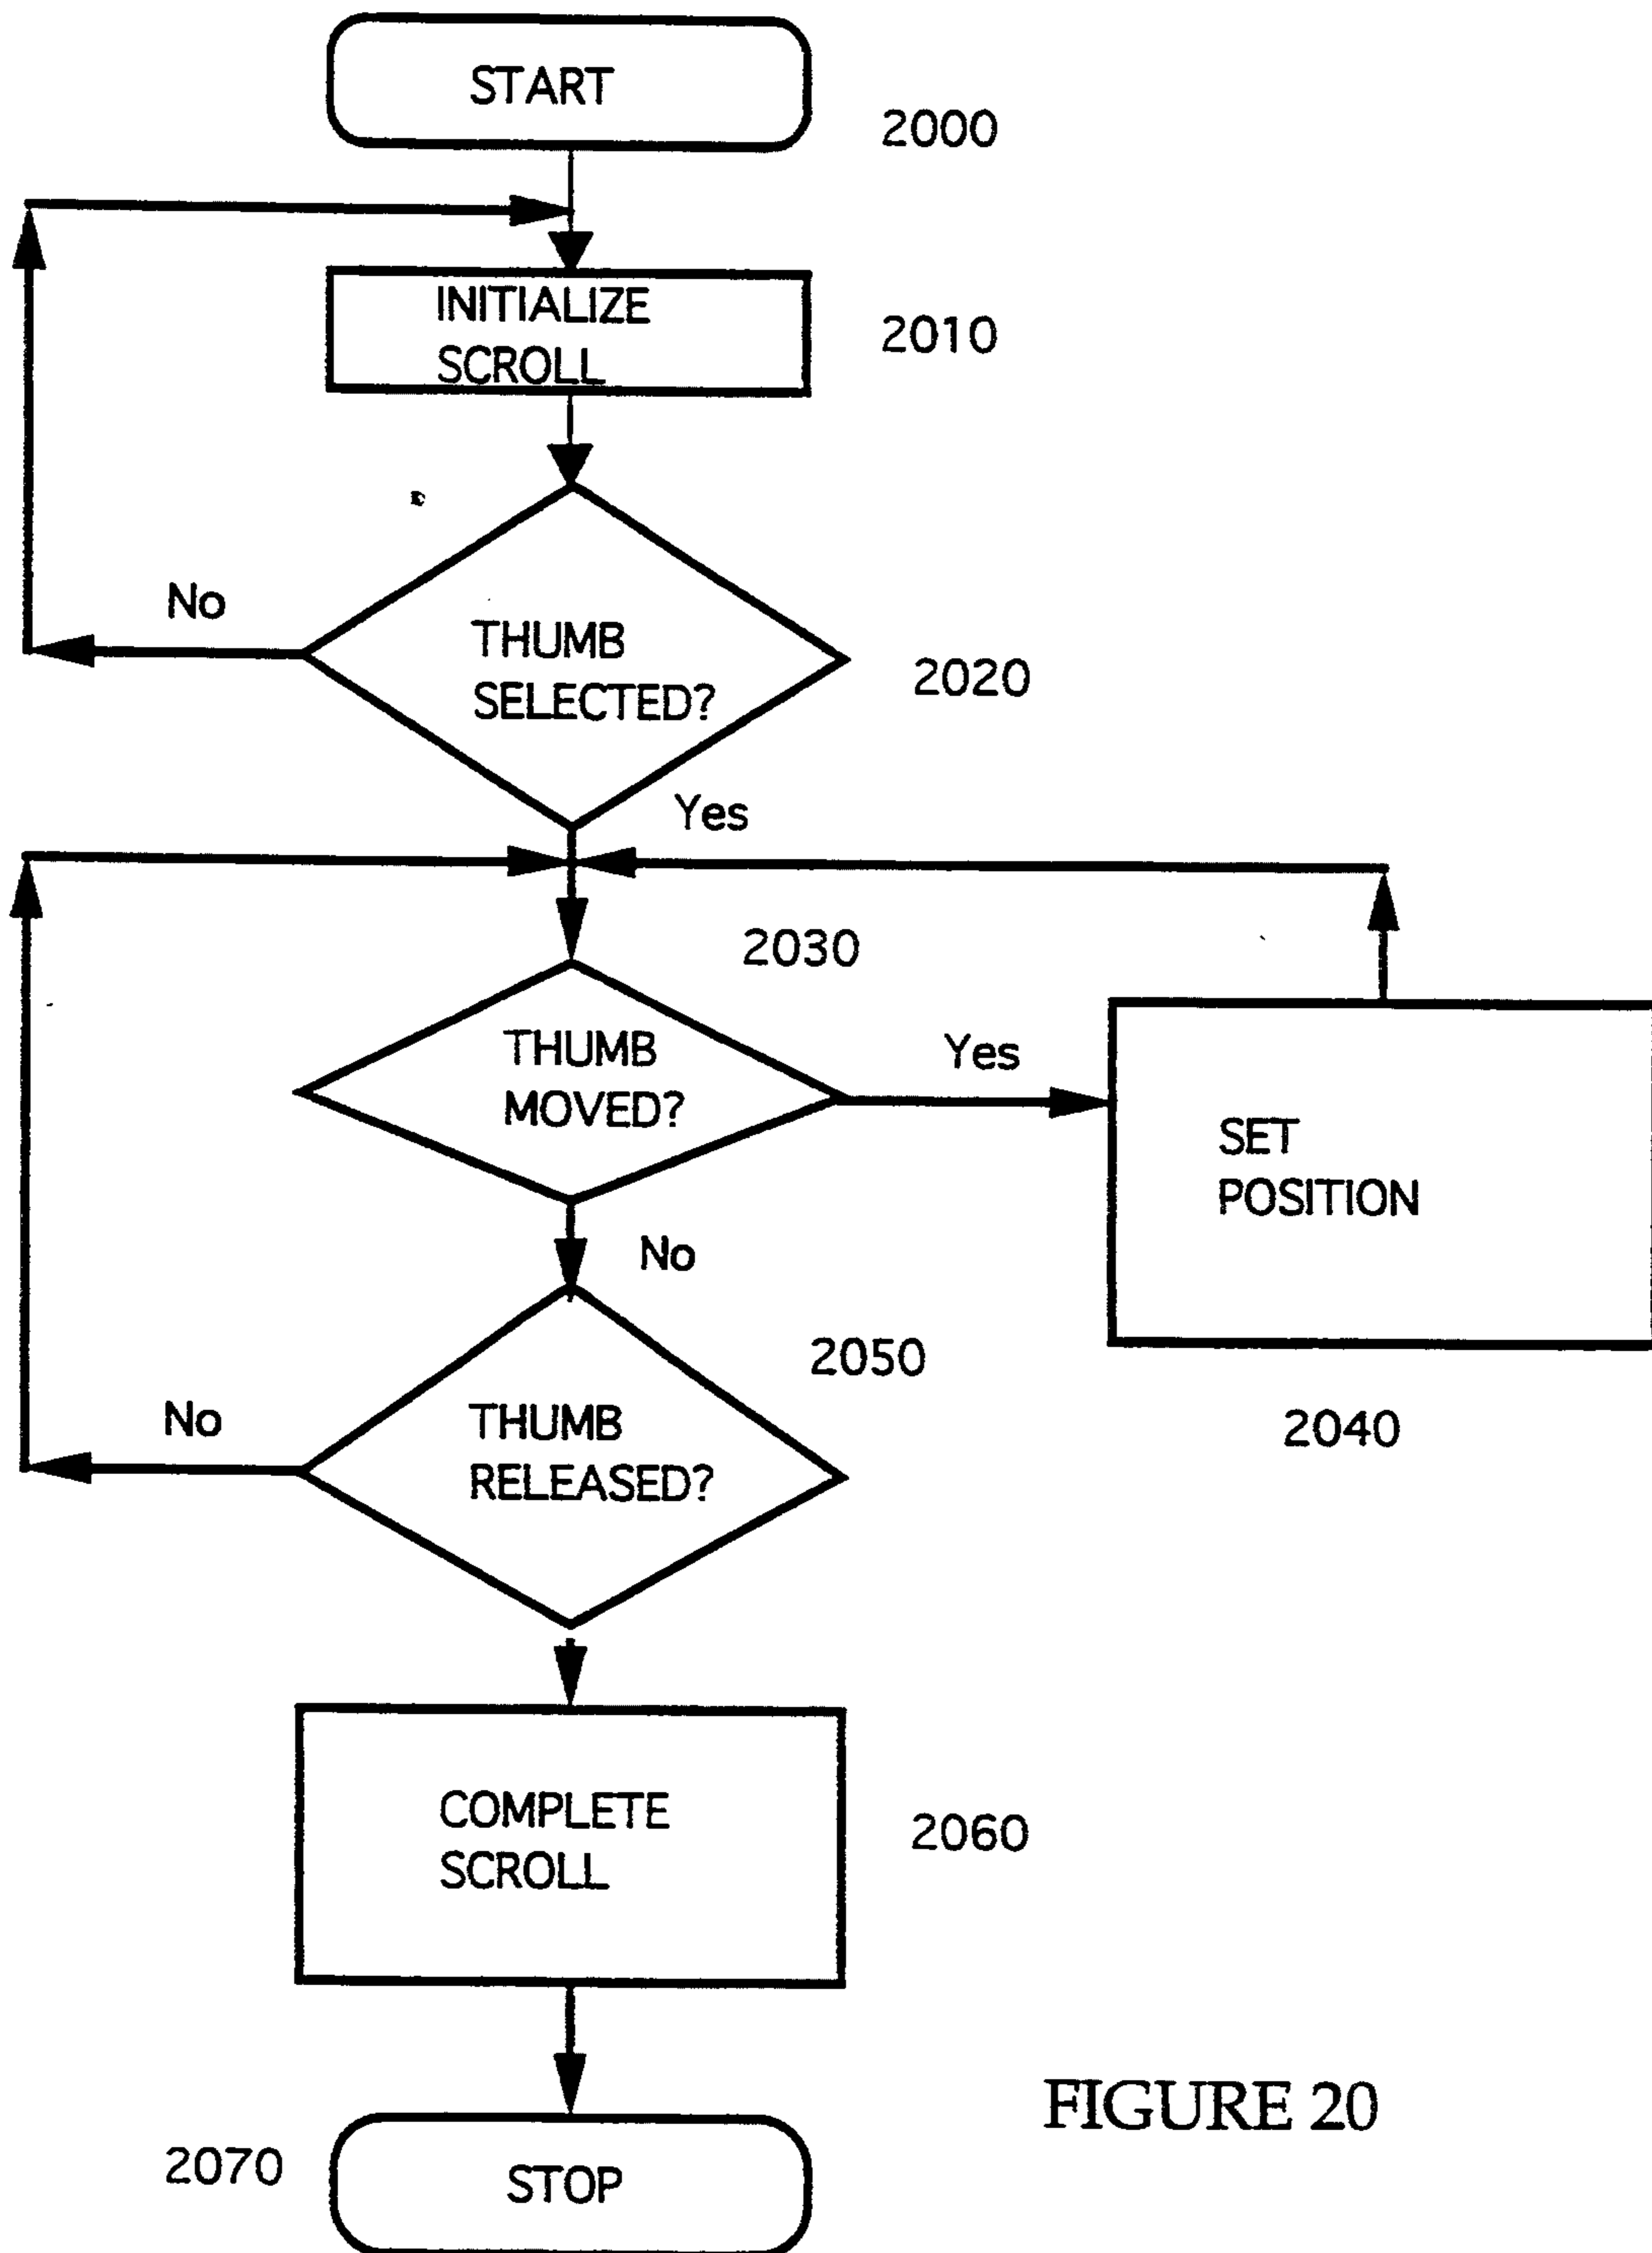 START
2000
INITIALIZE
SCROLL
2010
No
THUMB
SELECTED?
2020
Yes
2030
THUMB
MOVED?
Yes
SET
POSITION
2040
No
2050
No
THUMB
RELEASED?
COMPLETE
SCROLL
2060
2070
STOP
FIGURE 20